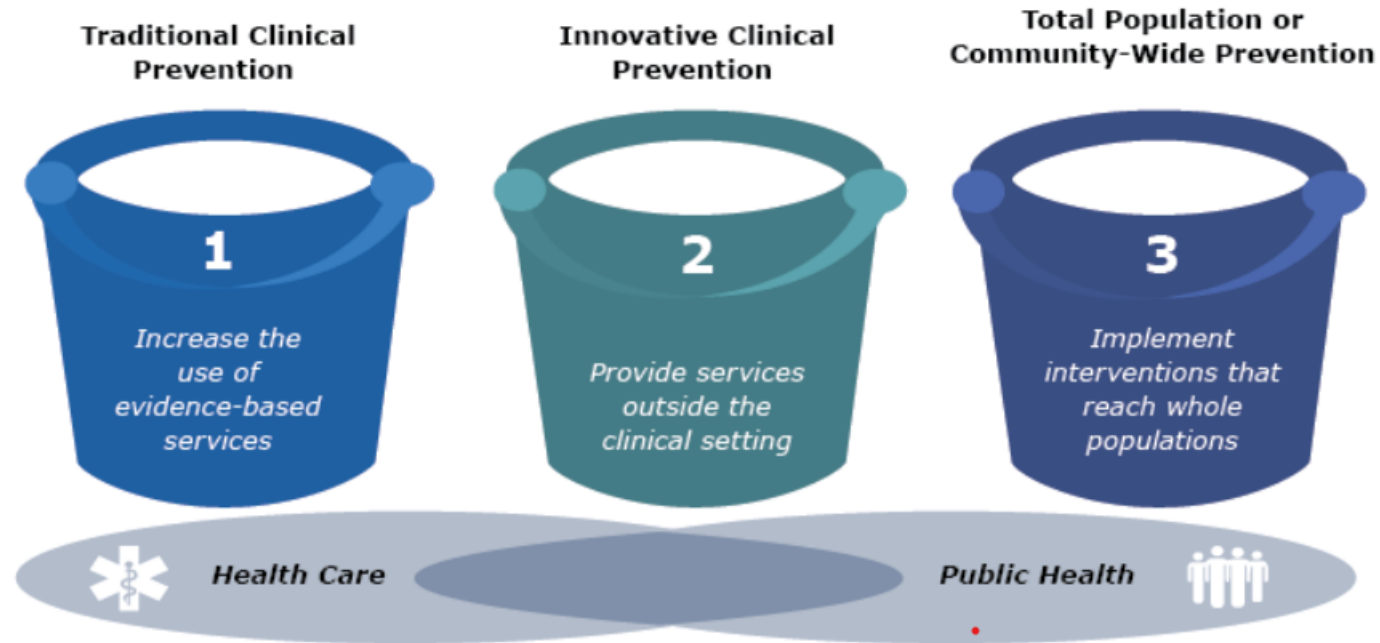 Traditional Clinical
Prevention
Innovative Clinical
Prevention
Total Population or
Community-Wide Prevention
1
Increase the
use of
evidence-based
services
2
Provide services
outside the
clinical setting
3
Implement
interventions that
reach whole
populations
Health Care
Public Health